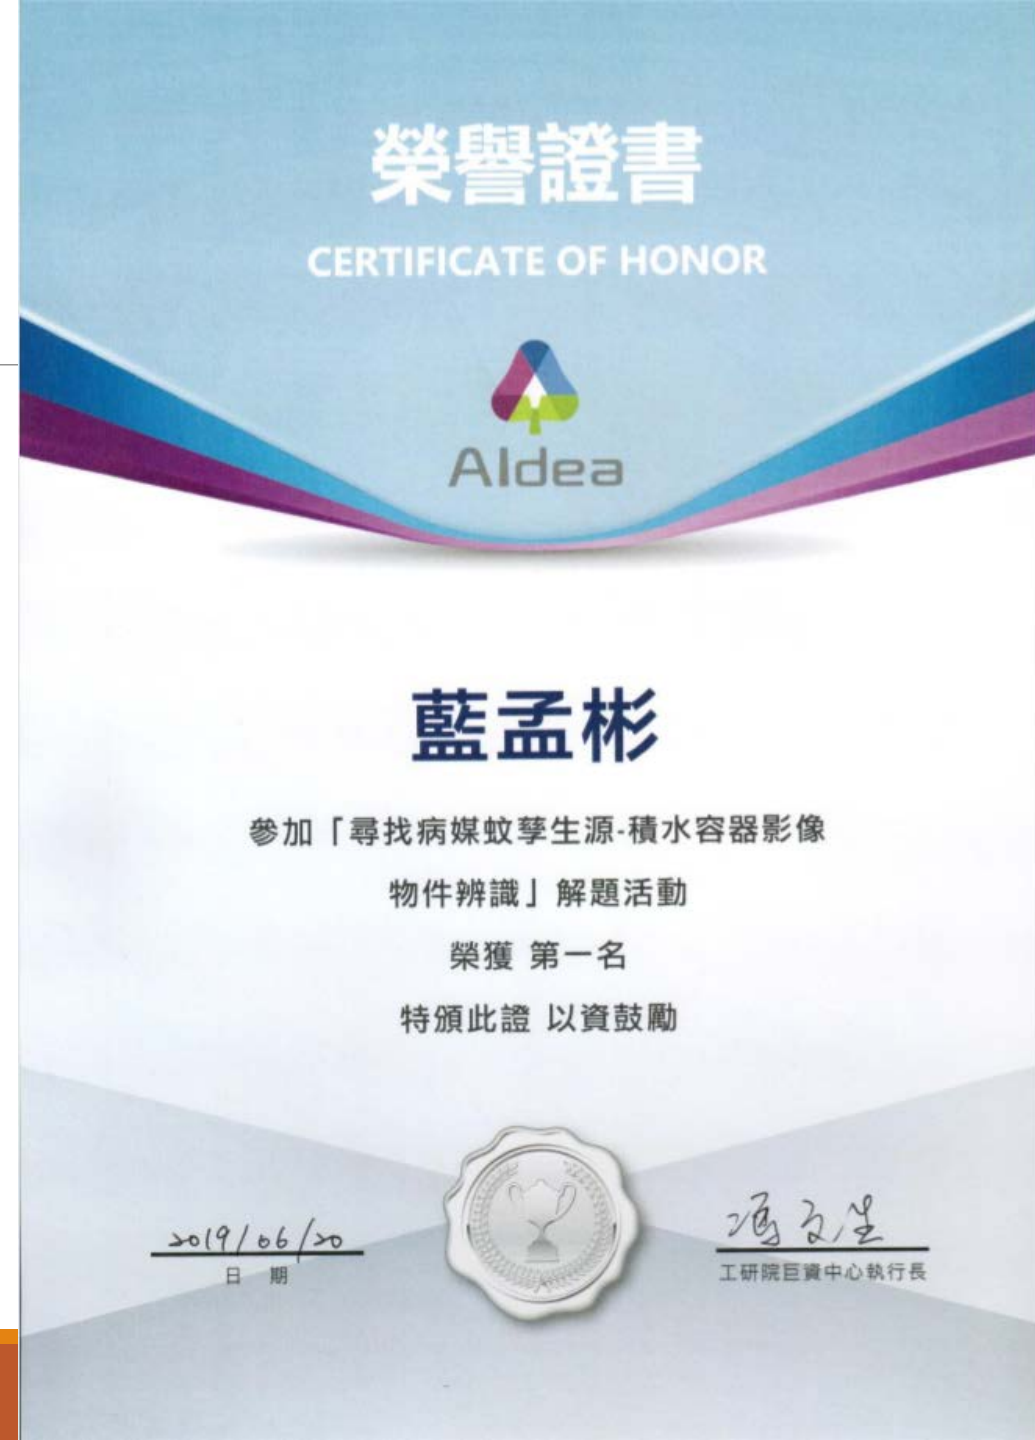 榮譽證書
CERTIFICATE OF HONOR
AIdea
藍孟彬
參加「尋找病媒蚊孳生源-積水容器影像
物件辨識」解題活動
榮獲 第一名
特頒此證 以資鼓勵
2019/06/20
日 期
馮文生
工研院巨資中心執行長